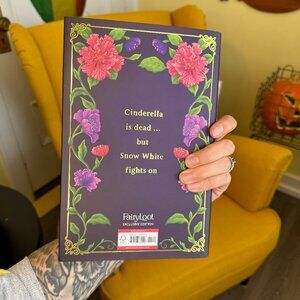 Cinderella
is dead ...
but
Snow White
fights on
FairyLoot
EXCLUSIVE EDITION